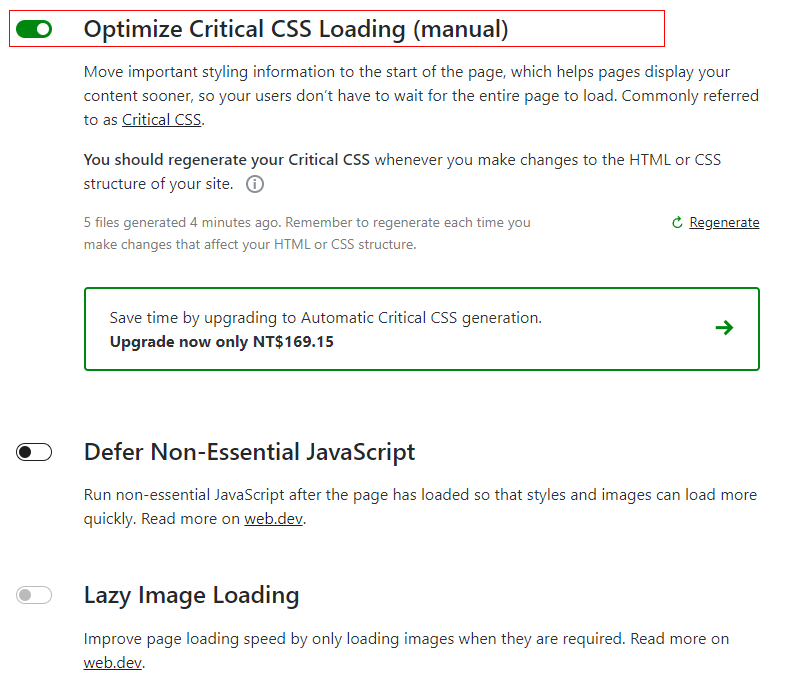 Optimize Critical CSS Loading (manual)
Move important styling information to the start of the page, which helps pages display your
content sooner, so your users don’t have to wait for the entire page to load. Commonly referred
to as Critical CSS.
You should regenerate your Critical CSS whenever you make changes to the HTML or CSS
structure of your site.
5 files generated 4 minutes ago. Remember to regenerate each time you
make changes that affect your HTML or CSS structure.
Regenerate
Save time by upgrading to Automatic Critical CSS generation.
Upgrade now only NT$169.15
Defer Non-Essential JavaScript
Run non-essential JavaScript after the page has loaded so that styles and images can load more
quickly. Read more on web.dev.
Lazy Image Loading
Improve page loading speed by only loading images when they are required. Read more on
web.dev.